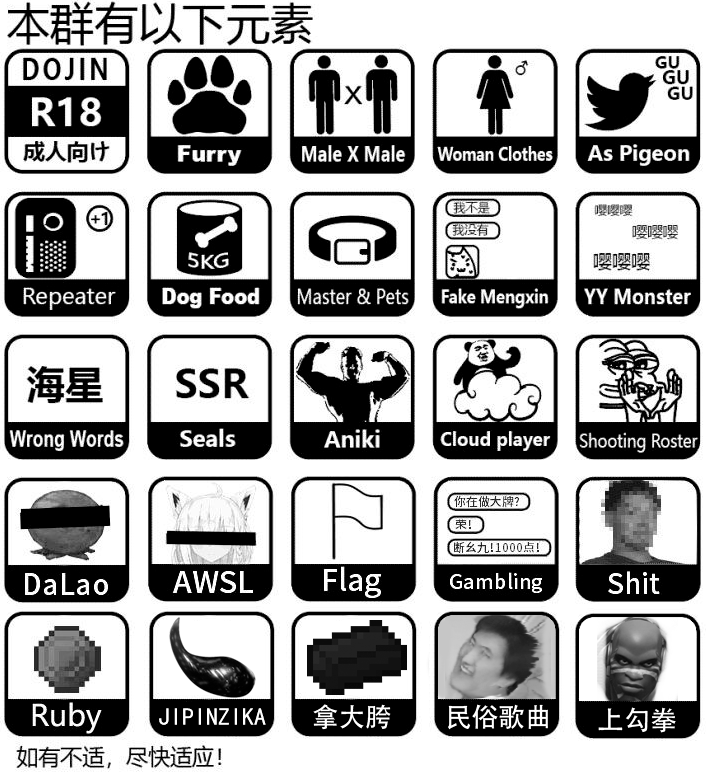 本群有以下元素
DOJIN
R18
成人向け
Furry
X
Male X Male
♂
Woman Clothes
GU
GU
GU
As Pigeon
+1
Repeater
5KG
Dog Food
Master & Pets
我不是
我没有
Fake Mengxin
嘤嘤嘤
嘤嘤嘤
嘤嘤嘤
YY Monster
海星
Wrong Words
SSR
Seals
Aniki
Cloud player
Shooting Roster
DaLao
AWSL
Flag
你在做大牌?
荣!
断幺九!1000点!
Gambling
Shit
Ruby
JIPINZIKA
拿大胯
民俗歌曲
上勾拳
如有不适，尽快适应！